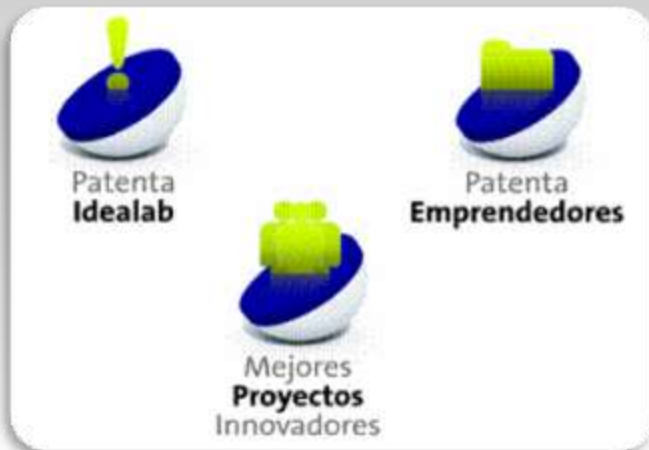 Patenta
Idealab
Patenta
Emprendedores
Mejores
Proyectos
Innovadores